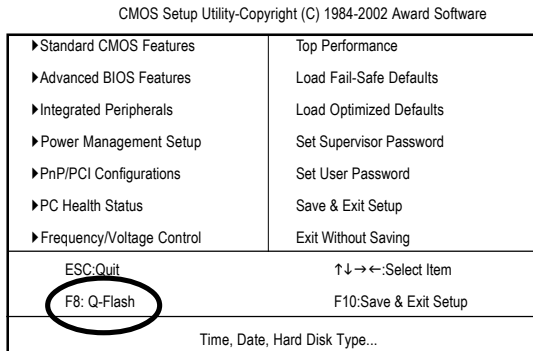 CMOS Setup Utility-Copyright (C) 1984-2002 Award Software
▶Standard CMOS Features Top Performance
▶Advanced BIOS Features Load Fail-Safe Defaults
▶Integrated Peripherals Load Optimized Defaults
▶Power Management Setup Set Supervisor Password
▶PnP/PCI Configurations Set User Password
▶PC Health Status Save & Exit Setup
▶Frequency/Voltage Control Exit Without Saving
ESC:Quit ↑↓→←:Select Item
F8: Q-Flash F10:Save & Exit Setup
Time, Date, Hard Disk Type...